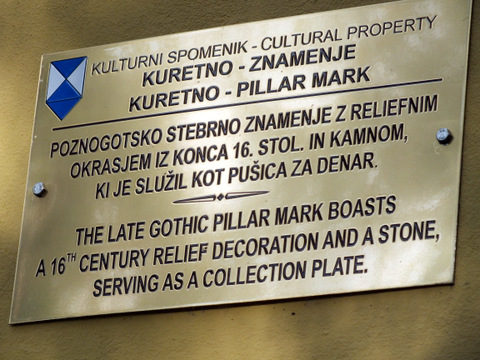 KULTURNI SPOMENIK - CULTURAL PROPERTY
KURETNO - ZNAMENJE
KURETNO - PILLAR MARK
POZNOGOTSKO STEBRNO ZNAMENJE Z RELIEFNIM
OKRASJEM IZ KONCA 16. STOL. IN KAMNOM,
KI JE SLUŽIL KOT PUŠICA ZA DENAR.
THE LATE GOTHIC PILLAR MARK BOASTS
A 16TH CENTURY RELIEF DECORATION AND A STONE,
SERVING AS A COLLECTION PLATE.